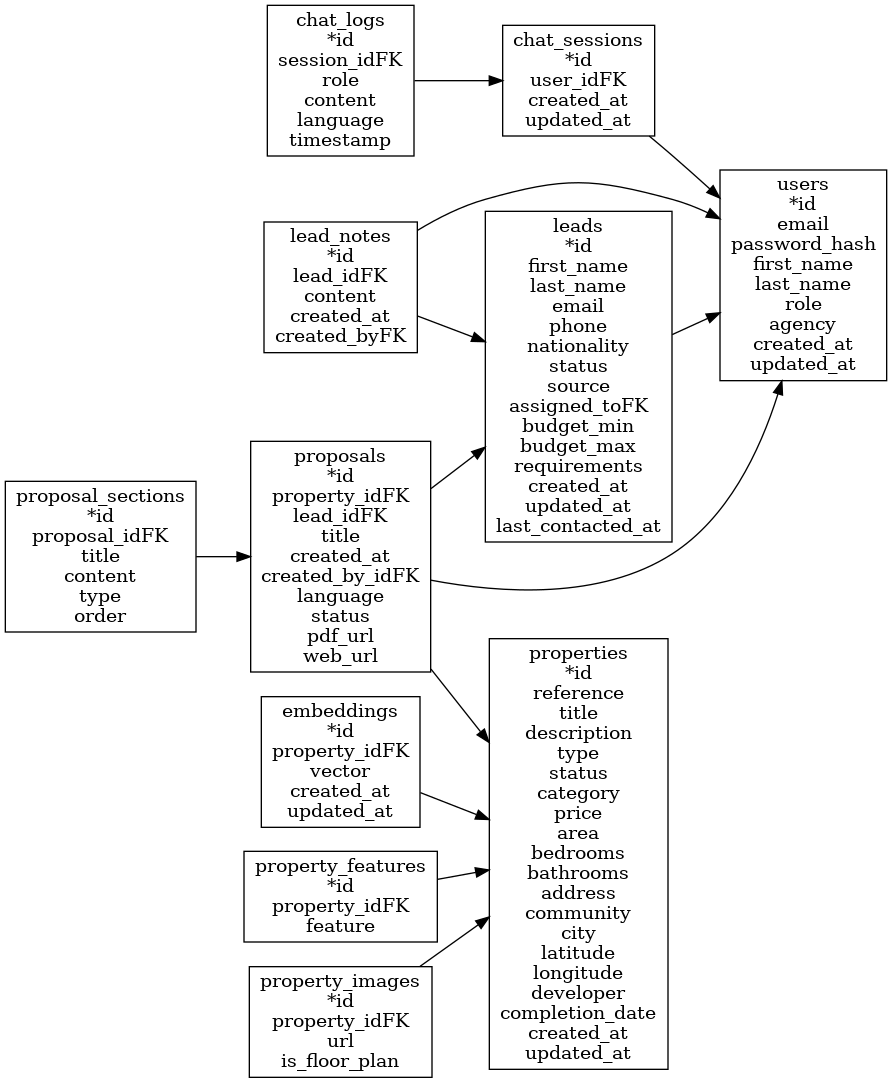 chat_logs
*id
session_idFK
role
content
language
timestamp
chat_sessions
*id
user_idFK
created_at
updated_at
users
*id
email
password_hash
first_name
last_name
role
agency
created_at
updated_at
lead_notes
*id
lead_idFK
content
created_at
created_byFK
leads
*id
first_name
last_name
email
phone
nationality
status
source
assigned_toFK
budget_min
budget_max
requirements
created_at
updated_at
last_contacted_at
proposal_sections
*id
proposal_idFK
title
content
type
order
proposals
*id
property_idFK
lead_idFK
title
created_at
created_by_idFK
language
status
pdf_url
web_url
embeddings
*id
property_idFK
vector
created_at
updated_at
property_features
*id
property_idFK
feature
property_images
*id
property_idFK
url
is_floor_plan
properties
*id
reference
title
description
type
status
category
price
area
bedrooms
bathrooms
address
community
city
latitude
longitude
developer
completion_date
created_at
updated_at